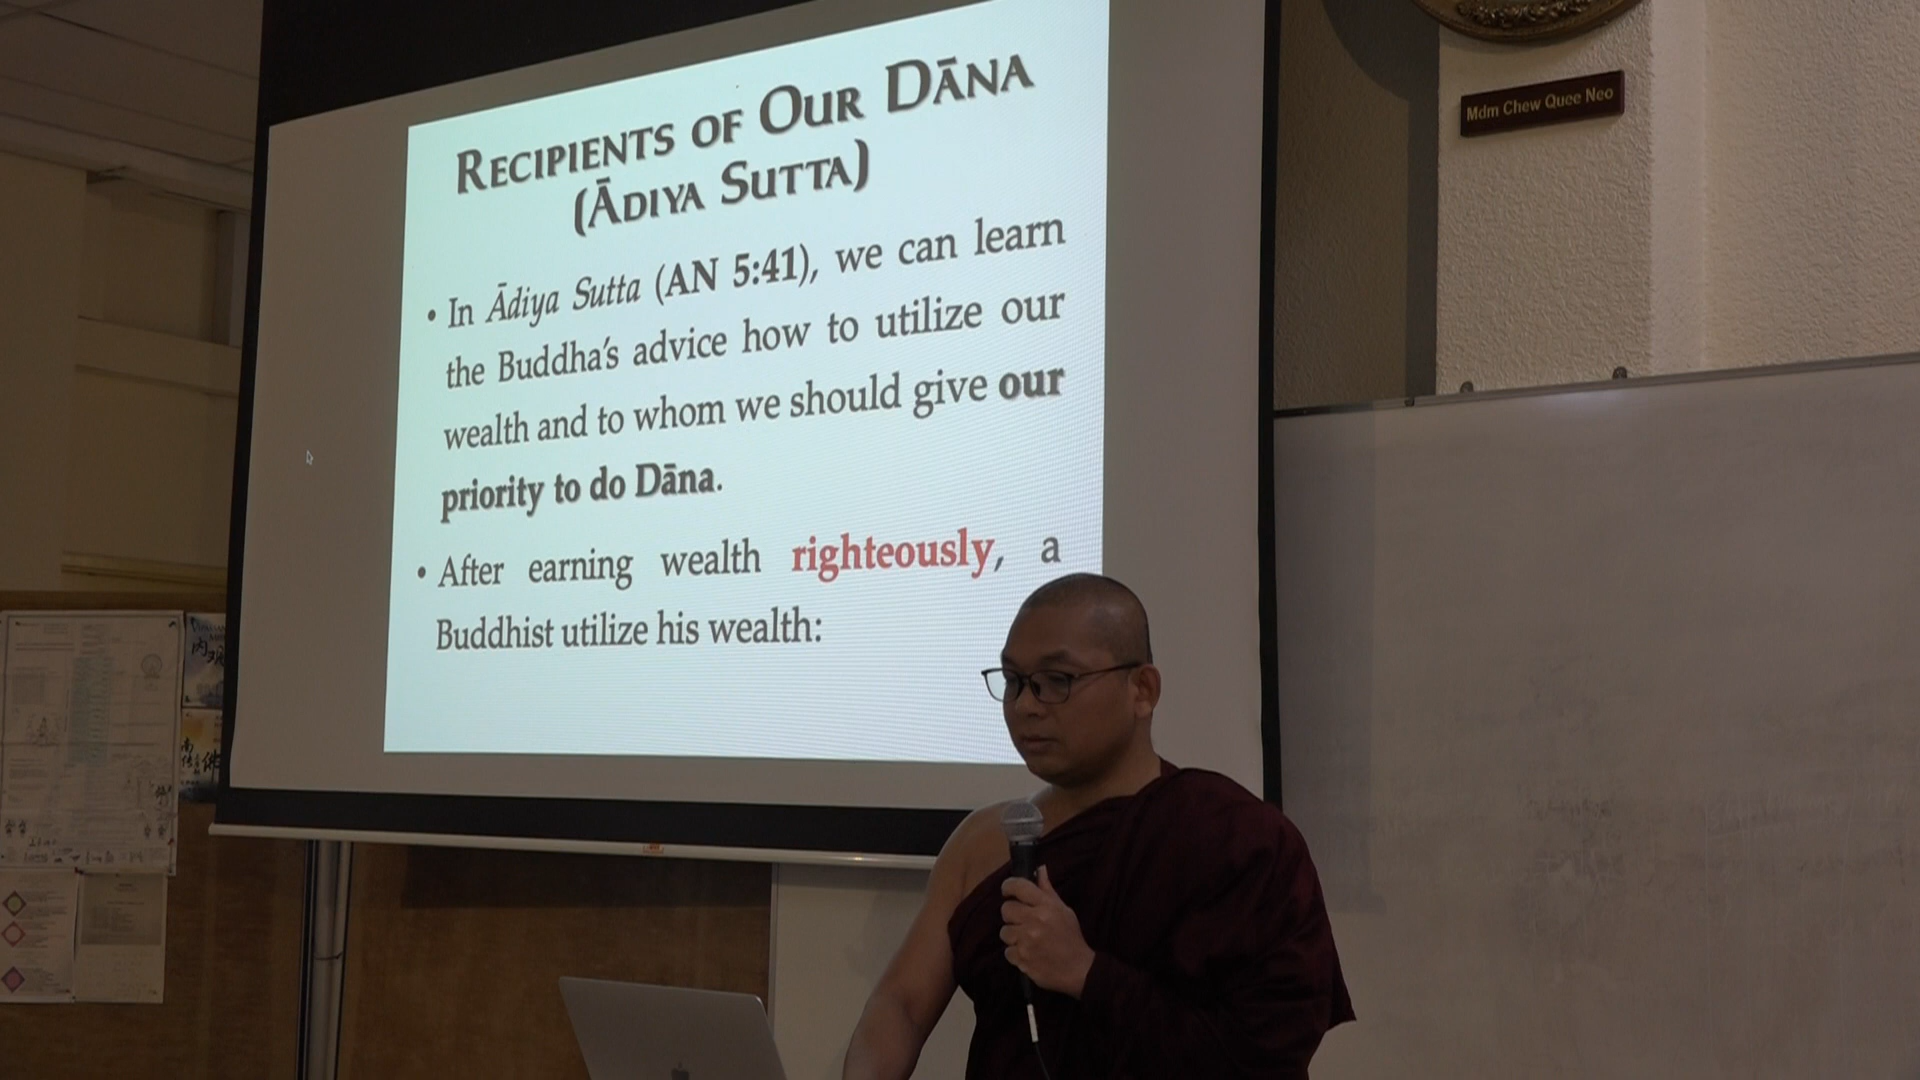 RECIPIENTS OF OUR DĀNA
(ĀDIYA SUTTA)
• In Ādiya Sutta (AN 5:41), we can learn
the Buddha's advice how to utilize our
wealth and to whom we should give our
priority to do Dāna.
• After earning wealth righteously, a
Buddhist utilize his wealth:
Mdm Chew Quee Neo